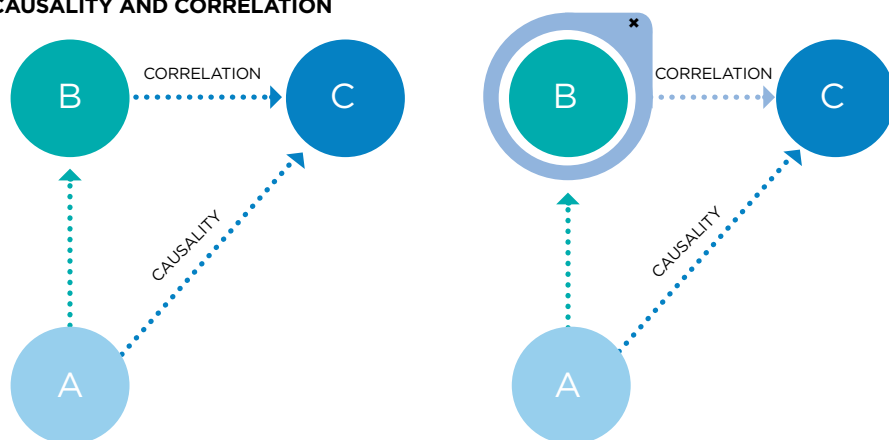 CAUSALITY AND CORRELATION
B
CORRELATION
C
CAUSALITY
A
B
CORRELATION
C
CAUSALITY
A